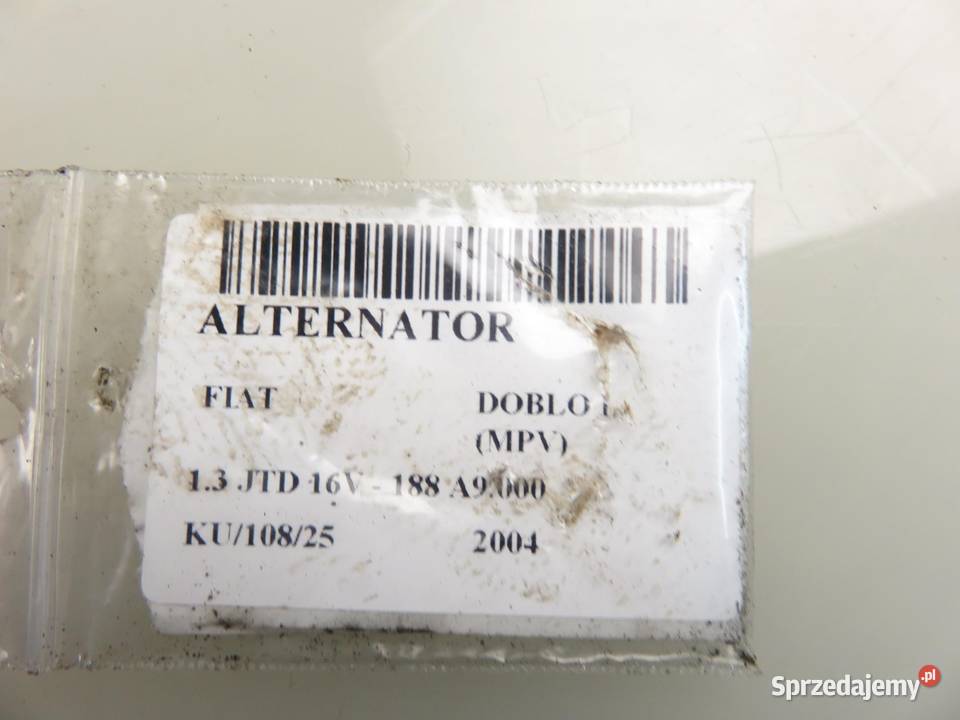 ALTERNATOR
FIAT DOBLO
(MPV)
1.3 JTD 16V - 188 A9.000
KU/108/25 2004
Sprzedajemy.pl